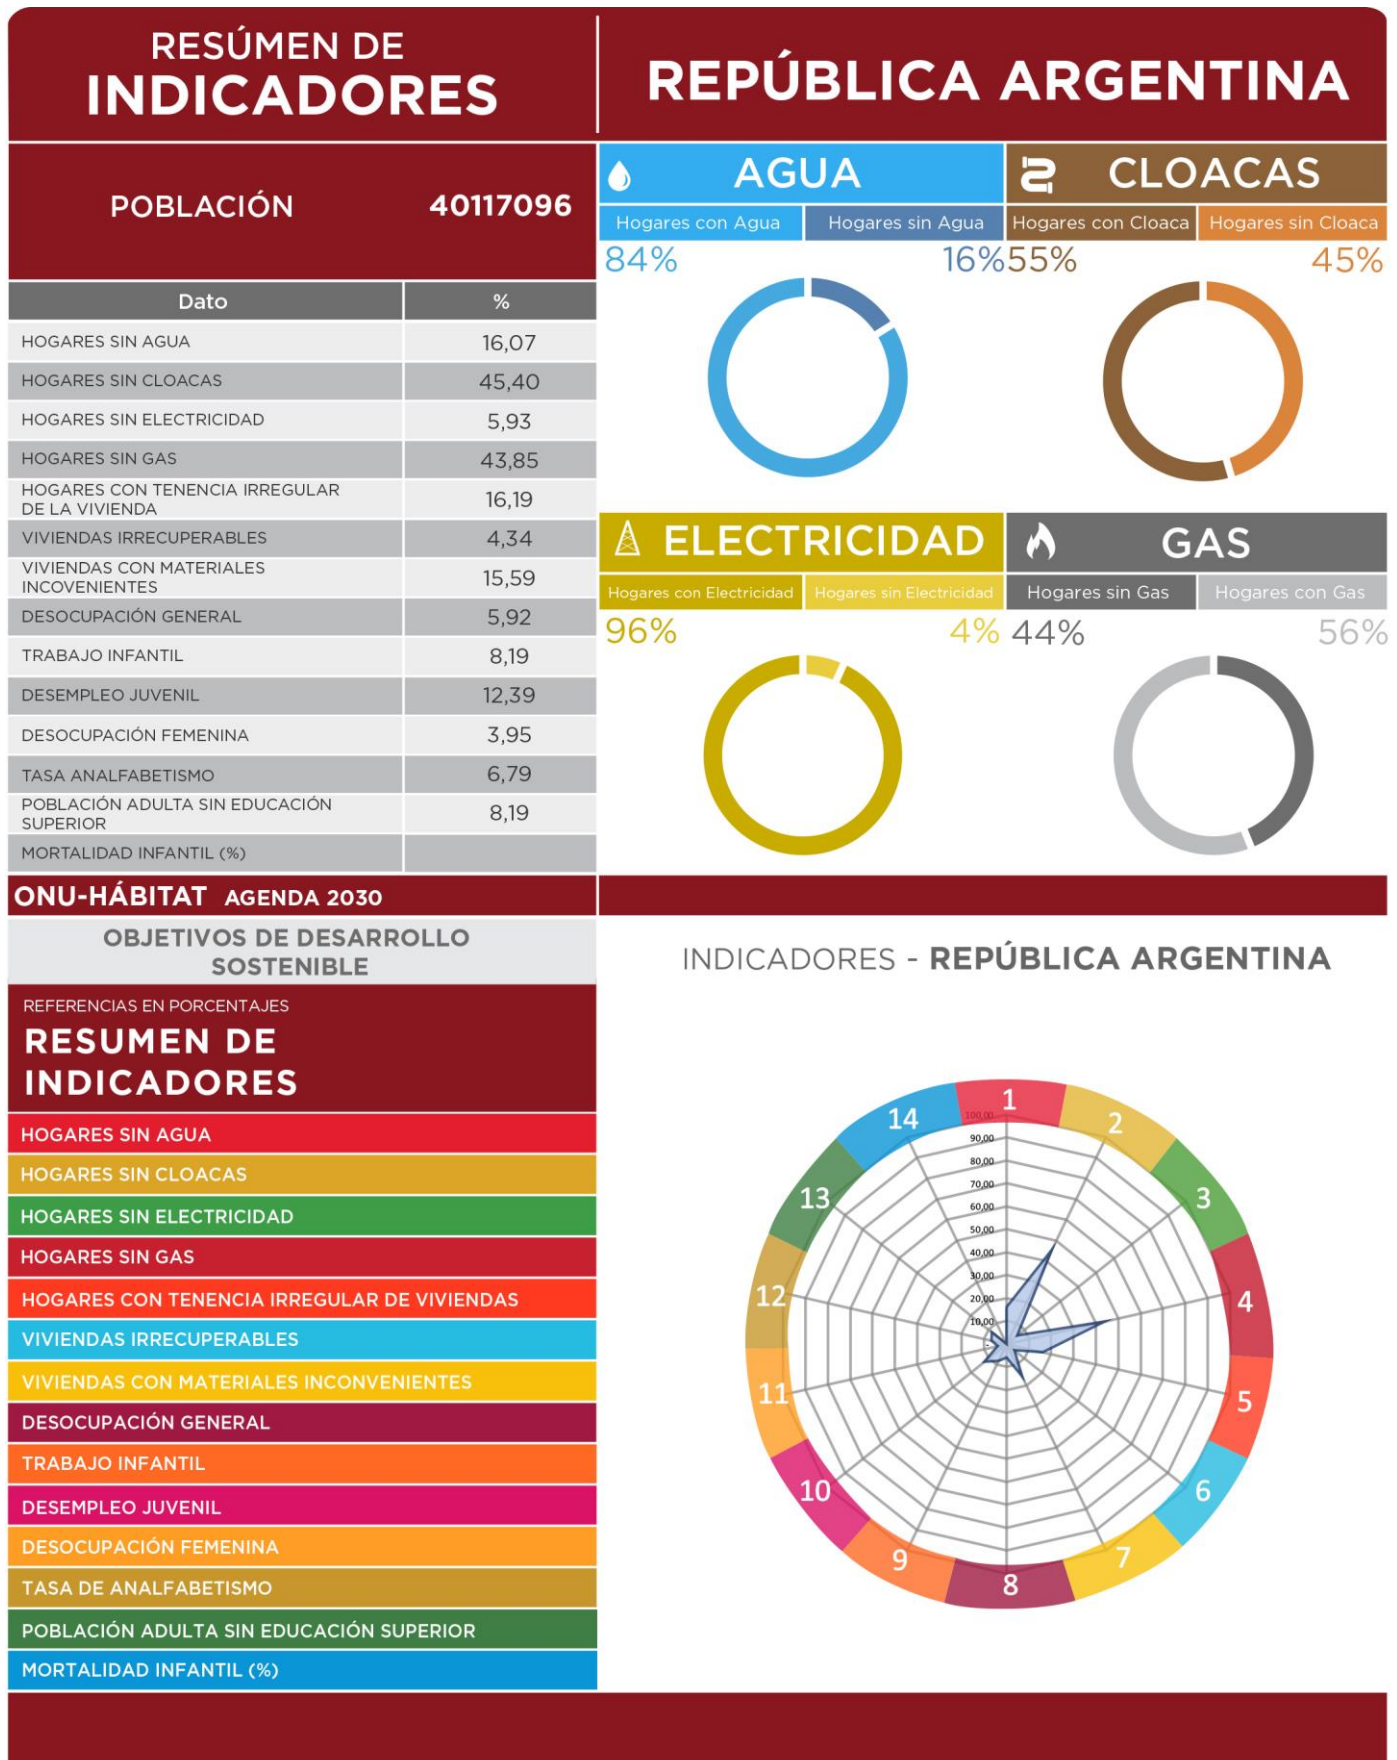 RESÚMEN DE
INDICADORES
REPÚBLICA ARGENTINA
POBLACIÓN 40117096
Dato %
HOGARES SIN AGUA 16,07
HOGARES SIN CLOACAS 45,40
HOGARES SIN ELECTRICIDAD 5,93
HOGARES SIN GAS 43,85
HOGARES CON TENENCIA IRREGULAR
DE LA VIVIENDA 16,19
VIVIENDAS IRRECUPERABLES 4,34
VIVIENDAS CON MATERIALES
INCOVENIENTES 15,59
DESOCUPACIÓN GENERAL 5,92
TRABAJO INFANTIL 8,19
DESEMPLEO JUVENIL 12,39
DESOCUPACIÓN FEMENINA 3,95
TASA ANALFABETISMO 6,79
POBLACIÓN ADULTA SIN EDUCACIÓN
SUPERIOR 8,19
MORTALIDAD INFANTIL (%)
AGUA
Hogares con Agua Hogares sin Agua
84% 16%
CLOACAS
Hogares con Cloaca Hogares sin Cloaca
55% 45%
ELECTRICIDAD
Hogares con Electricidad Hogares sin Electricidad
96% 4%
GAS
Hogares sin Gas Hogares con Gas
44% 56%
ONU-HÁBITAT AGENDA 2030
OBJETIVOS DE DESARROLLO
SOSTENIBLE
REFERENCIAS EN PORCENTAJES
RESUMEN DE
INDICADORES
HOGARES SIN AGUA
HOGARES SIN CLOACAS
HOGARES SIN ELECTRICIDAD
HOGARES SIN GAS
HOGARES CON TENENCIA IRREGULAR DE VIVIENDAS
VIVIENDAS IRRECUPERABLES
VIVIENDAS CON MATERIALES INCONVENIENTES
DESOCUPACIÓN GENERAL
TRABAJO INFANTIL
DESEMPLEO JUVENIL
DESOCUPACIÓN FEMENINA
TASA DE ANALFABETISMO
POBLACIÓN ADULTA SIN EDUCACIÓN SUPERIOR
MORTALIDAD INFANTIL (%)
INDICADORES - REPÚBLICA ARGENTINA
1
2
3
4
5
6
7
8
9
10
11
12
13
14
100,00
90,00
80,00
70,00
60,00
50,00
40,00
30,00
20,00
10,00
-